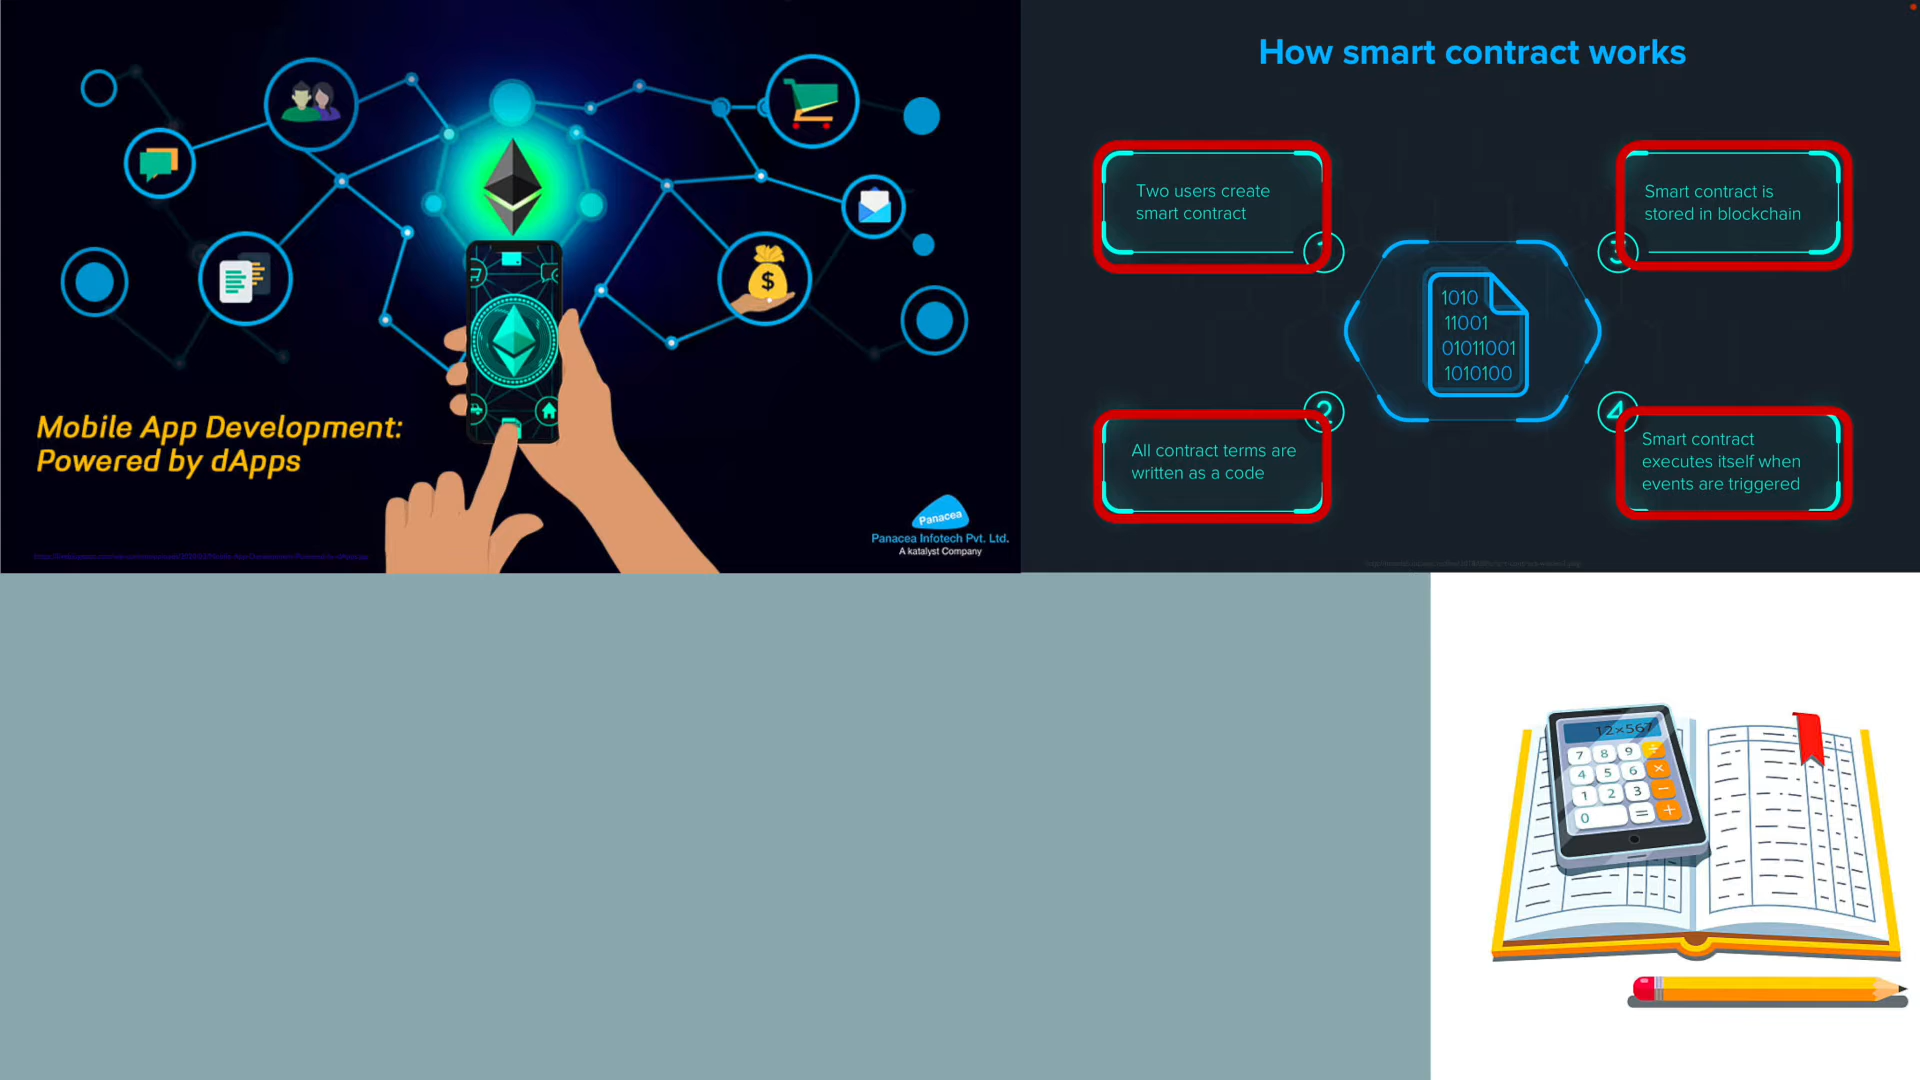 Mobile App Development:
Powered by dApps
$
Panacea
Panacea Infotech Pvt. Ltd.
A katalyst Company
How smart contract works
Two users create
smart contract
1
All contract terms are
written as a code
2
Smart contract is
stored in blockchain
3
Smart contract
executes itself when
events are triggered
4
1010
11001
01011001
1010100
12×567
7 8 9 ÷
4 5 6 ×
1 2 3 −
0 = +